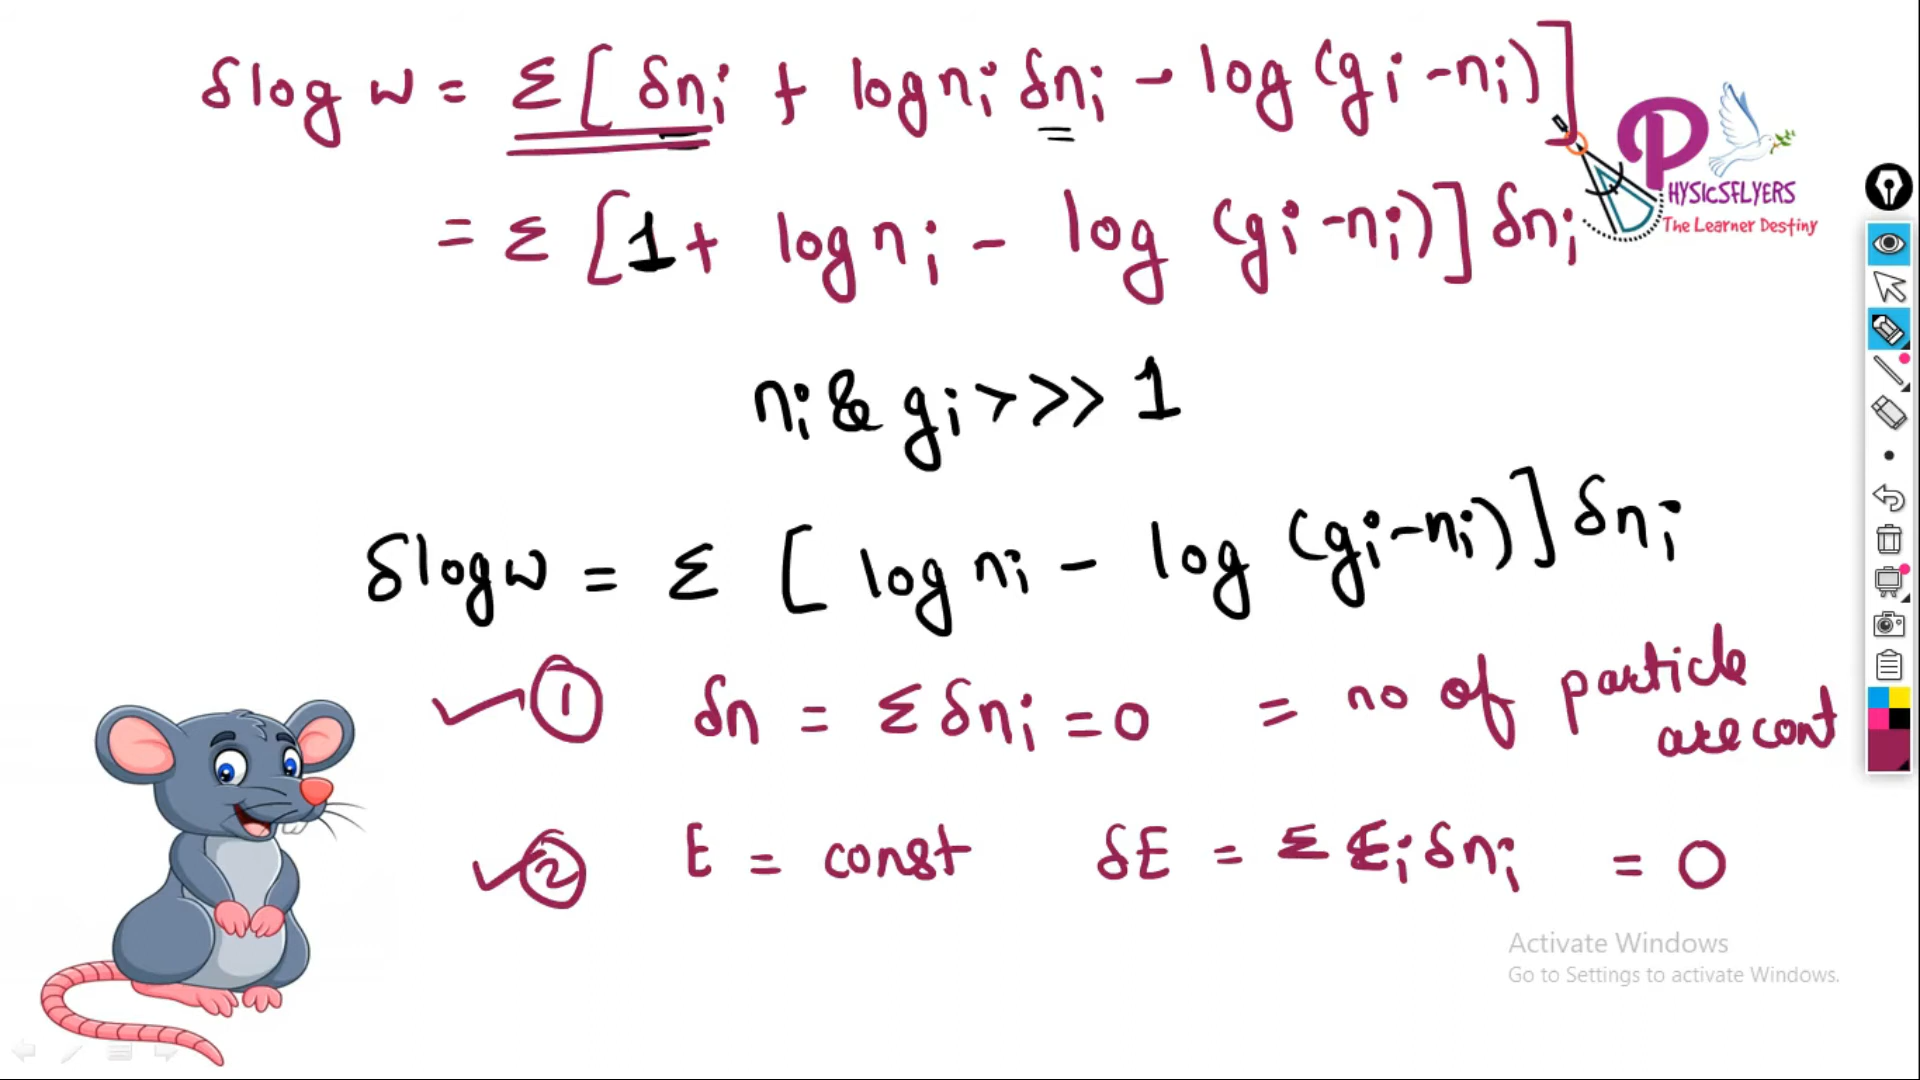 δlog w = Σ[ δni + log ni δni - log (gi - ni)]
= Σ [1 + log ni - log (gi - ni)] δni
PHYSICSFLYERS
The Learner Destiny
ni & gi >>> 1
δlog w = Σ [ log ni - log (gi - ni)] δni
✓ ① δn = Σ δni = 0 = no of particle
are cont
✓ ② E = const δE = Σ Ei δni = 0
Activate Windows
Go to Settings to activate Windows.